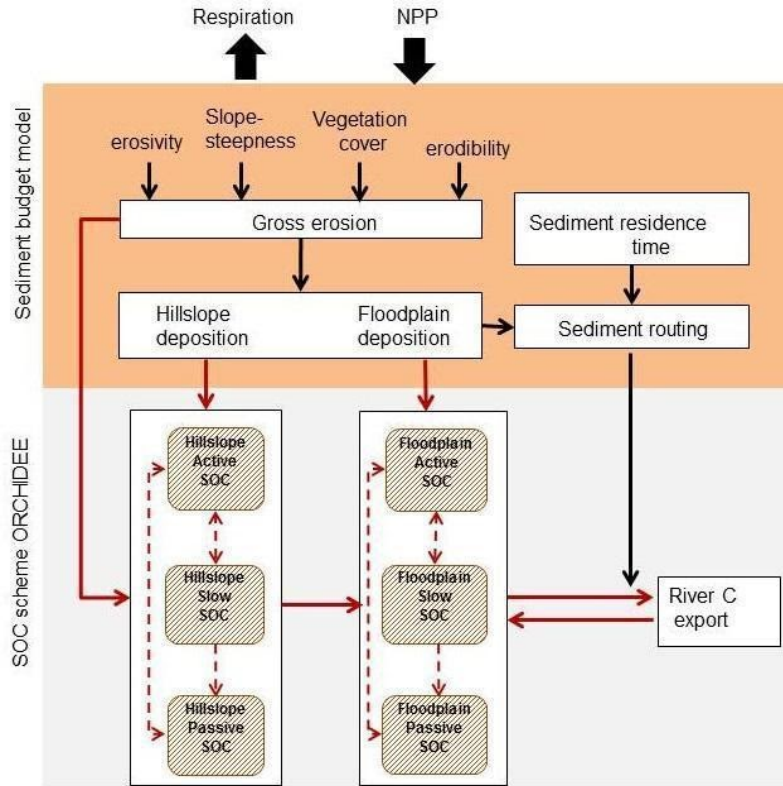 Respiration
NPP
Sediment budget model
erosivity
Slope-
steepness
Vegetation
cover
erodibility
Gross erosion
Sediment residence
time
Hillslope
deposition
Floodplain
deposition
Sediment routing
SOC scheme ORCHIDEE
Hillslope
Active
SOC
Floodplain
Active
SOC
Hillslope
Slow
SOC
Floodplain
Slow
SOC
River C
export
Hillslope
Passive
SOC
Floodplain
Passive
SOC